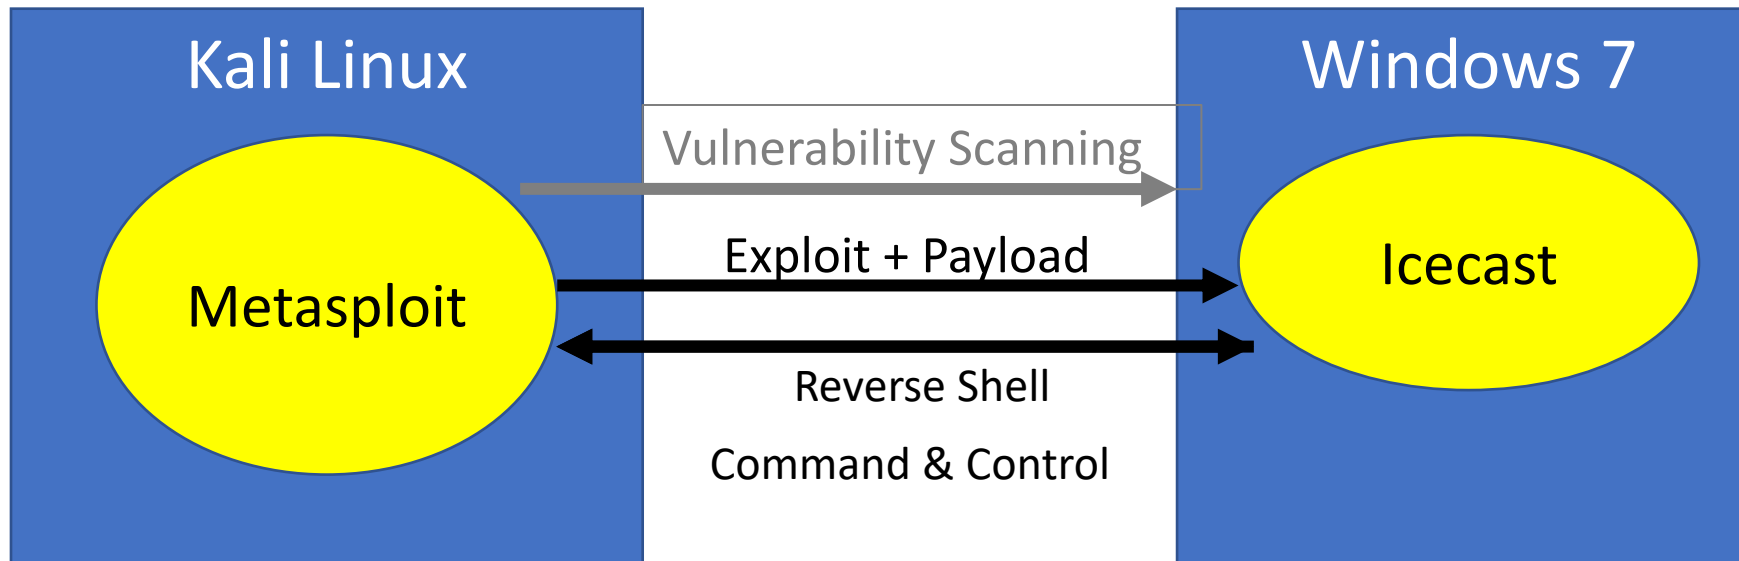 Kali Linux
Windows 7
Vulnerability Scanning
Exploit + Payload
Metasploit
Icecast
Reverse Shell
Command & Control